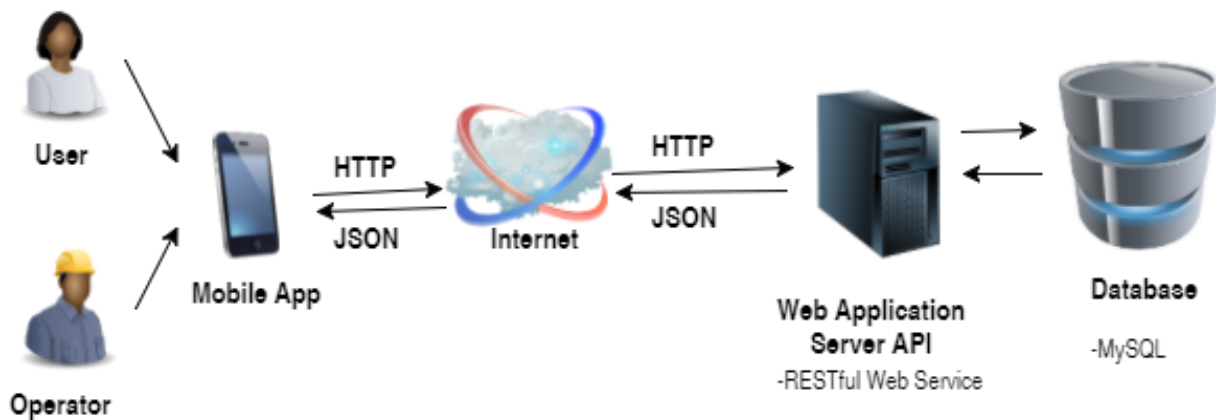 User
HTTP
JSON
Mobile App
Operator
Internet
HTTP
JSON
Web Application
Server API
-RESTful Web Service
Database
-MySQL